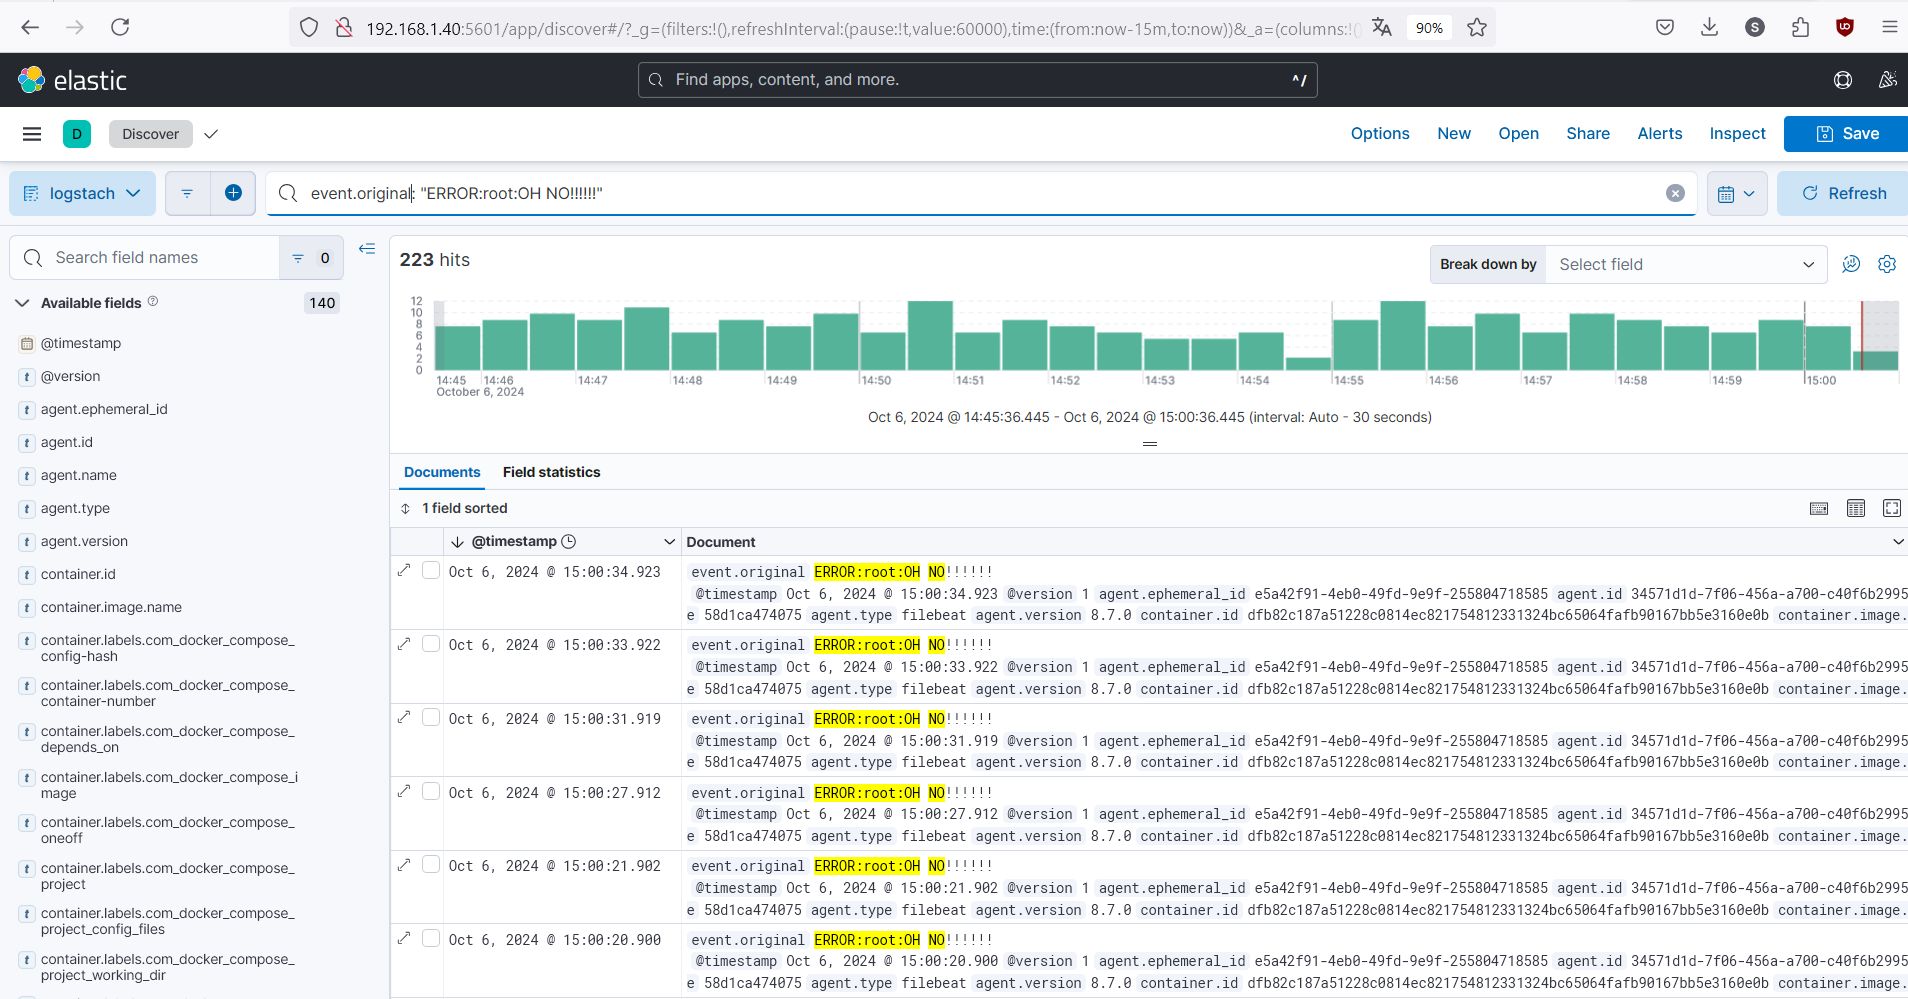 192.168.1.40:5601/app/discover#/?_g=(filters:!(),refreshInterval:(pause:!t,value:60000),time:(from:now-15m,to:now))&_a=(columns:!()
90%
S
elastic
Find apps, content, and more.
^/
D
Discover
Options New Open Share Alerts Inspect Save
logstach
event.original: "ERROR:root:OH NO!!!!!!"
Refresh
Search field names
0
223 hits
Break down by Select field
Available fields 140
@timestamp
@version
agent.ephemeral_id
agent.id
agent.name
agent.type
agent.version
container.id
container.image.name
container.labels.com_docker_compose_
config-hash
container.labels.com_docker_compose_
container-number
container.labels.com_docker_compose_
depends_on
container.labels.com_docker_compose_i
mage
container.labels.com_docker_compose_
oneoff
container.labels.com_docker_compose_
project
container.labels.com_docker_compose_
project_config_files
container.labels.com_docker_compose_
project_working_dir
12
10
8
6
4
2
0
14:45 14:46 14:47 14:48 14:49 14:50 14:51 14:52 14:53 14:54 14:55 14:56 14:57 14:58 14:59 15:00
October 6, 2024
Oct 6, 2024 @ 14:45:36.445 - Oct 6, 2024 @ 15:00:36.445 (interval: Auto - 30 seconds)
Documents Field statistics
1 field sorted
@timestamp Document
Oct 6, 2024 @ 15:00:34.923 event.original ERROR:root:OH NO!!!!!!
@timestamp Oct 6, 2024 @ 15:00:34.923 @version 1 agent.ephemeral_id e5a42f91-4eb0-49fd-9e9f-255804718585 agent.id 34571d1d-7f06-456a-a700-c40f6b2995
e 58d1ca474075 agent.type filebeat agent.version 8.7.0 container.id dfb82c187a51228c0814ec821754812331324bc65064fafb90167bb5e3160e0b container.image.
Oct 6, 2024 @ 15:00:33.922 event.original ERROR:root:OH NO!!!!!!
@timestamp Oct 6, 2024 @ 15:00:33.922 @version 1 agent.ephemeral_id e5a42f91-4eb0-49fd-9e9f-255804718585 agent.id 34571d1d-7f06-456a-a700-c40f6b2995
e 58d1ca474075 agent.type filebeat agent.version 8.7.0 container.id dfb82c187a51228c0814ec821754812331324bc65064fafb90167bb5e3160e0b container.image.
Oct 6, 2024 @ 15:00:31.919 event.original ERROR:root:OH NO!!!!!!
@timestamp Oct 6, 2024 @ 15:00:31.919 @version 1 agent.ephemeral_id e5a42f91-4eb0-49fd-9e9f-255804718585 agent.id 34571d1d-7f06-456a-a700-c40f6b2995
e 58d1ca474075 agent.type filebeat agent.version 8.7.0 container.id dfb82c187a51228c0814ec821754812331324bc65064fafb90167bb5e3160e0b container.image.
Oct 6, 2024 @ 15:00:27.912 event.original ERROR:root:OH NO!!!!!!
@timestamp Oct 6, 2024 @ 15:00:27.912 @version 1 agent.ephemeral_id e5a42f91-4eb0-49fd-9e9f-255804718585 agent.id 34571d1d-7f06-456a-a700-c40f6b2995
e 58d1ca474075 agent.type filebeat agent.version 8.7.0 container.id dfb82c187a51228c0814ec821754812331324bc65064fafb90167bb5e3160e0b container.image.
Oct 6, 2024 @ 15:00:21.902 event.original ERROR:root:OH NO!!!!!!
@timestamp Oct 6, 2024 @ 15:00:21.902 @version 1 agent.ephemeral_id e5a42f91-4eb0-49fd-9e9f-255804718585 agent.id 34571d1d-7f06-456a-a700-c40f6b2995
e 58d1ca474075 agent.type filebeat agent.version 8.7.0 container.id dfb82c187a51228c0814ec821754812331324bc65064fafb90167bb5e3160e0b container.image.
Oct 6, 2024 @ 15:00:20.900 event.original ERROR:root:OH NO!!!!!!
@timestamp Oct 6, 2024 @ 15:00:20.900 @version 1 agent.ephemeral_id e5a42f91-4eb0-49fd-9e9f-255804718585 agent.id 34571d1d-7f06-456a-a700-c40f6b2995
e 58d1ca474075 agent.type filebeat agent.version 8.7.0 container.id dfb82c187a51228c0814ec821754812331324bc65064fafb90167bb5e3160e0b container.image.